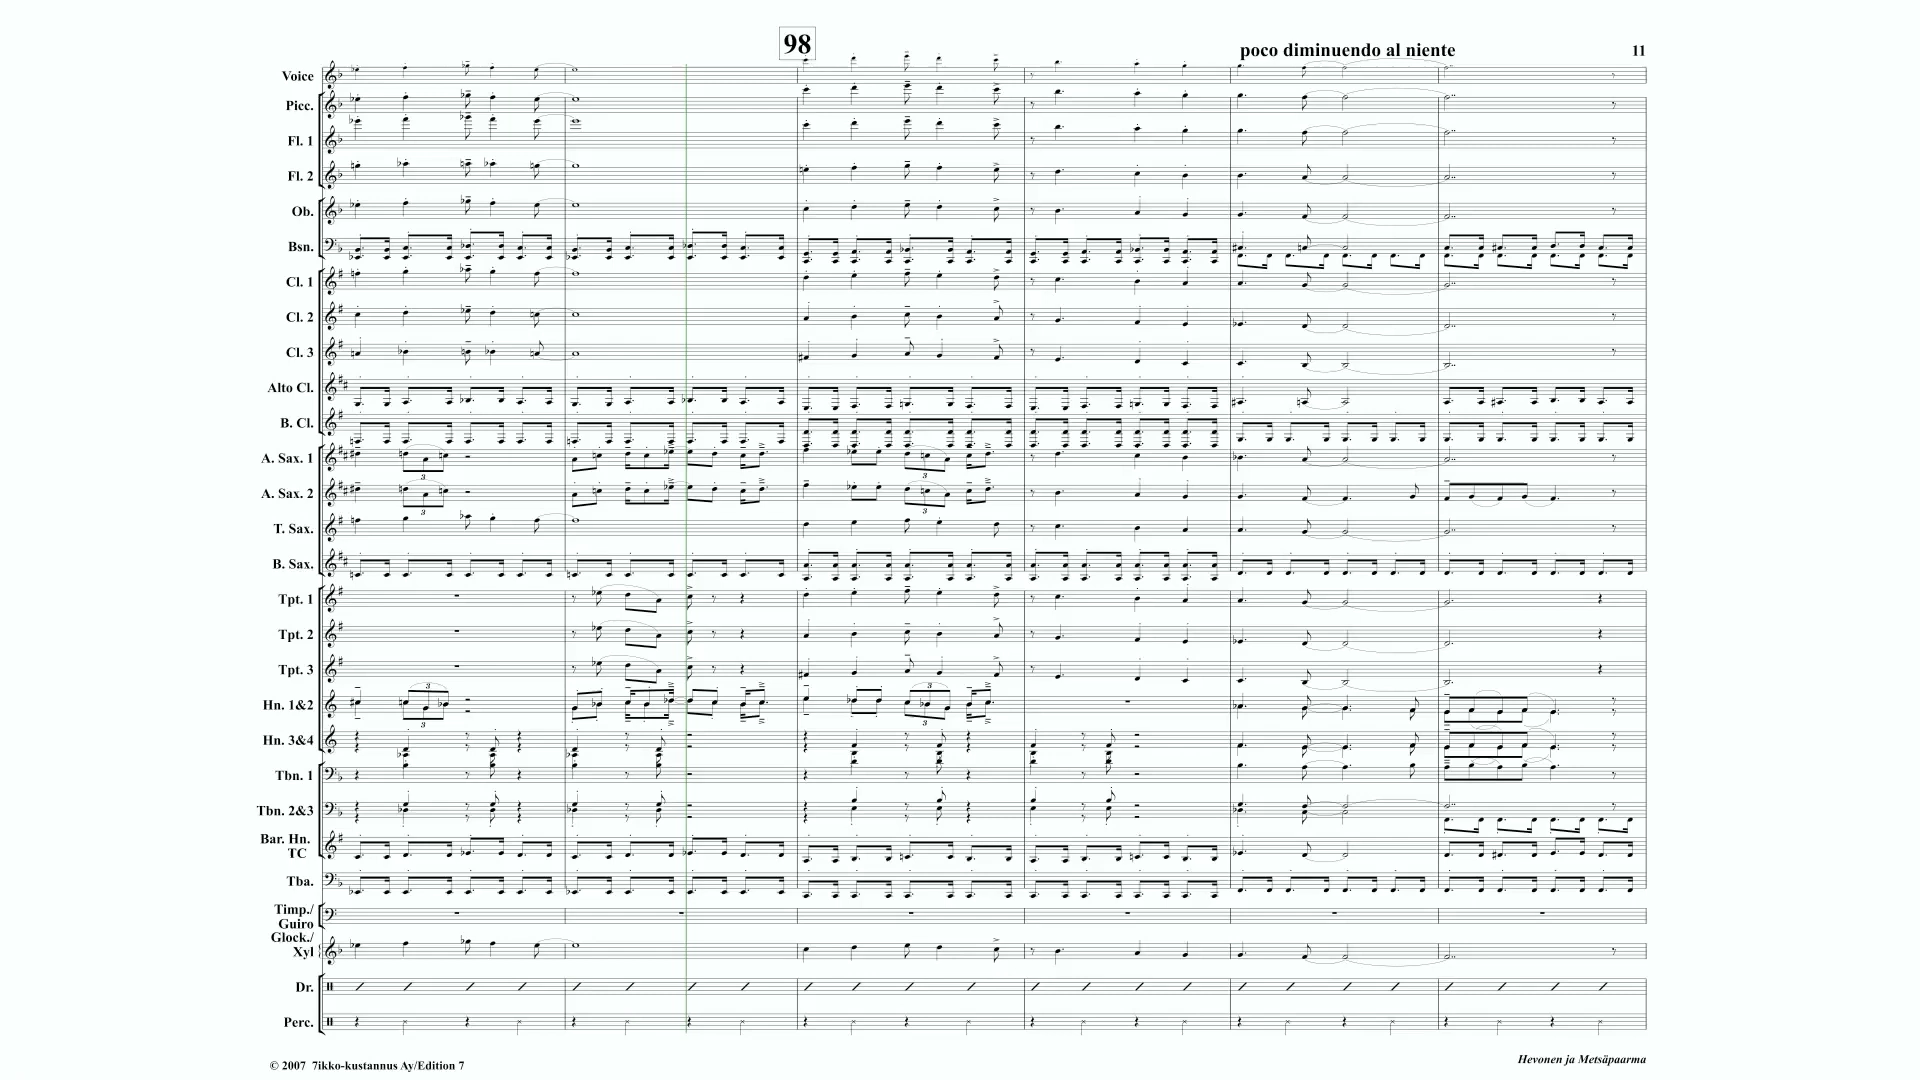 98
poco diminuendo al niente
11
Voice
Picc.
Fl. 1
Fl. 2
Ob.
Bsn.
Cl. 1
Cl. 2
Cl. 3
Alto Cl.
B. Cl.
A. Sax. 1
3
A. Sax. 2
3
T. Sax.
B. Sax.
Tpt. 1
Tpt. 2
Tpt. 3
Hn. 1&2
Hn. 3&4
Tbn. 1
Tbn. 2&3
Bar. Hn.
TC
Tba.
Timp./
Guiro
Glock./
Xyl
Dr.
Perc.
© 2007 7ikko-kustannus Ay/Edition 7
Hevonen ja Metsäpaarma